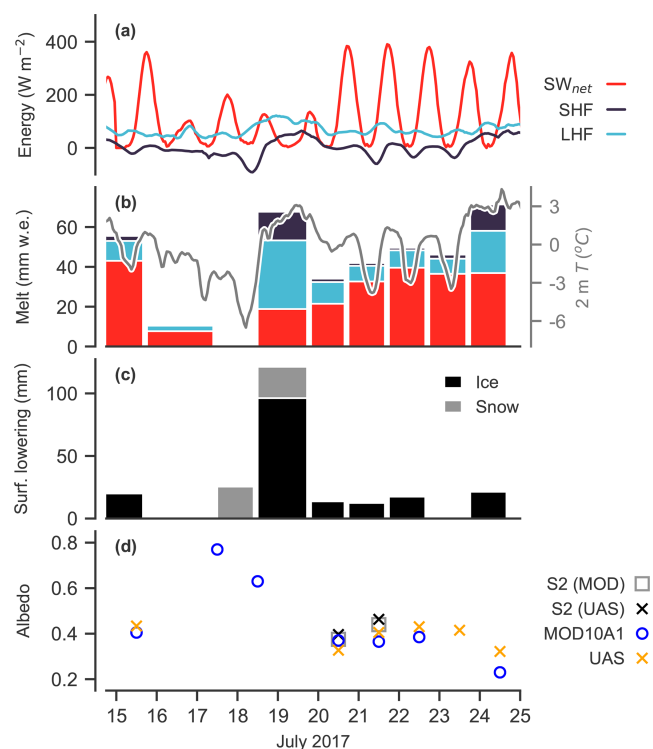 (a)
400
200
0
Energy (W m−2)
SWnet
SHF
LHF
(b)
60
40
20
0
Melt (mm w.e.)
3
0
-3
-6
2 m T (°C)
(c)
100
50
0
Surf. lowering (mm)
Ice
Snow
(d)
0.8
0.6
0.4
0.2
Albedo
S2 (MOD)
S2 (UAS)
MOD10A1
UAS
15 16 17 18 19 20 21 22 23 24 25
July 2017